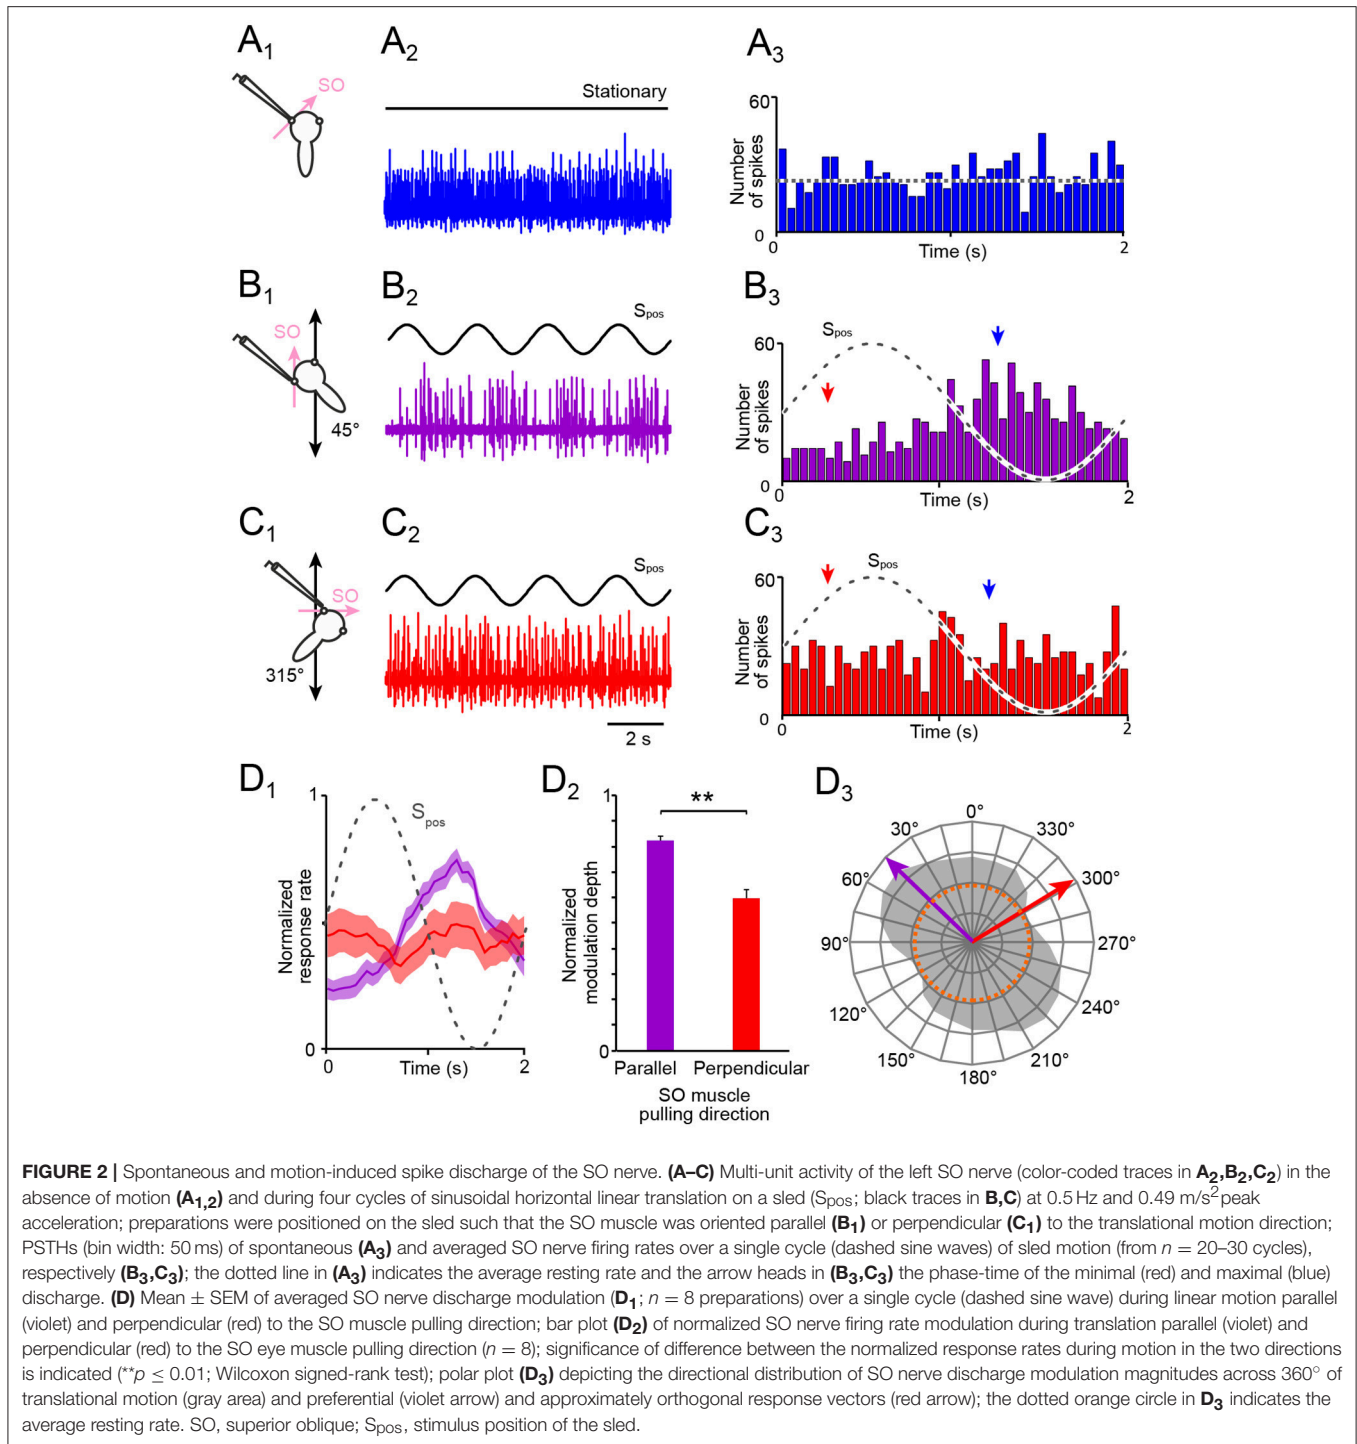 A1
A2
A3
SO
Stationary
60
Number
of spikes
0
0
Time (s)
2
B1
B2
B3
SO
45°
Spos
Spos
60
Number
of spikes
0
0
Time (s)
2
C1
C2
C3
SO
315°
Spos
2 s
Spos
60
Number
of spikes
0
0
Time (s)
2
D1
D2
D3
1
Spos
Normalized
response rate
0
0
Time (s)
2
1
**
Normalized
modulation depth
0
Parallel
Perpendicular
SO muscle
pulling direction
0°
30°
330°
60°
300°
90°
270°
120°
240°
150°
210°
180°
FIGURE 2 | Spontaneous and motion-induced spike discharge of the SO nerve. (A–C) Multi-unit activity of the left SO nerve (color-coded traces in A2,B2,C2) in the
absence of motion (A1,2) and during four cycles of sinusoidal horizontal linear translation on a sled (Spos; black traces in B,C) at 0.5 Hz and 0.49 m/s² peak
acceleration; preparations were positioned on the sled such that the SO muscle was oriented parallel (B1) or perpendicular (C1) to the translational motion direction;
PSTHs (bin width: 50 ms) of spontaneous (A3) and averaged SO nerve firing rates over a single cycle (dashed sine waves) of sled motion (from n = 20–30 cycles),
respectively (B3,C3); the dotted line in (A3) indicates the average resting rate and the arrow heads in (B3,C3) the phase-time of the minimal (red) and maximal (blue)
discharge. (D) Mean ± SEM of averaged SO nerve discharge modulation (D1; n = 8 preparations) over a single cycle (dashed sine wave) during linear motion parallel
(violet) and perpendicular (red) to the SO muscle pulling direction; bar plot (D2) of normalized SO nerve firing rate modulation during translation parallel (violet) and
perpendicular (red) to the SO eye muscle pulling direction (n = 8); significance of difference between the normalized response rates during motion in the two directions
is indicated (**p ≤ 0.01; Wilcoxon signed-rank test); polar plot (D3) depicting the directional distribution of SO nerve discharge modulation magnitudes across 360° of
translational motion (gray area) and preferential (violet arrow) and approximately orthogonal response vectors (red arrow); the dotted orange circle in D3 indicates the
average resting rate. SO, superior oblique; Spos, stimulus position of the sled.